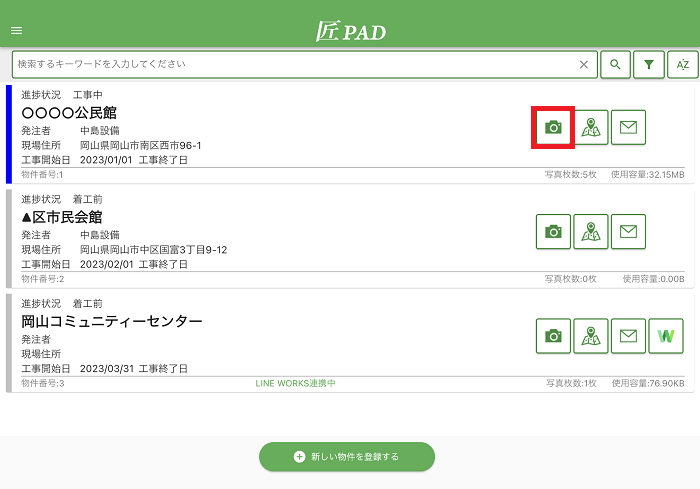 匠PAD
検索するキーワードを入力してください
AZ
進捗状況 工事中
○○○○公民館
発注者 中島設備
現場住所 岡山県岡山市南区西市96-1
工事開始日 2023/01/01 工事終了日
物件番号:1 写真枚数:5枚 使用容量:32.15MB
進捗状況 着工前
▲区市民会館
発注者 中島設備
現場住所 岡山県岡山市中区国富3丁目9-12
工事開始日 2023/02/01 工事終了日
物件番号:2 写真枚数:0枚 使用容量:0.00B
進捗状況 着工前
岡山コミュニティーセンター
発注者
現場住所
工事開始日 2023/03/31 工事終了日
物件番号:3 LINE WORKS連携中 写真枚数:1枚 使用容量:76.90KB
新しい物件を登録する